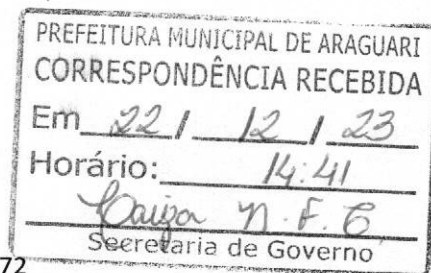 PREFEITURA MUNICIPAL DE ARAGUARI
CORRESPONDÊNCIA RECEBIDA
Em 22 / 12 / 23
Horário: 14:41
N. F. C
Secretaria de Governo
72